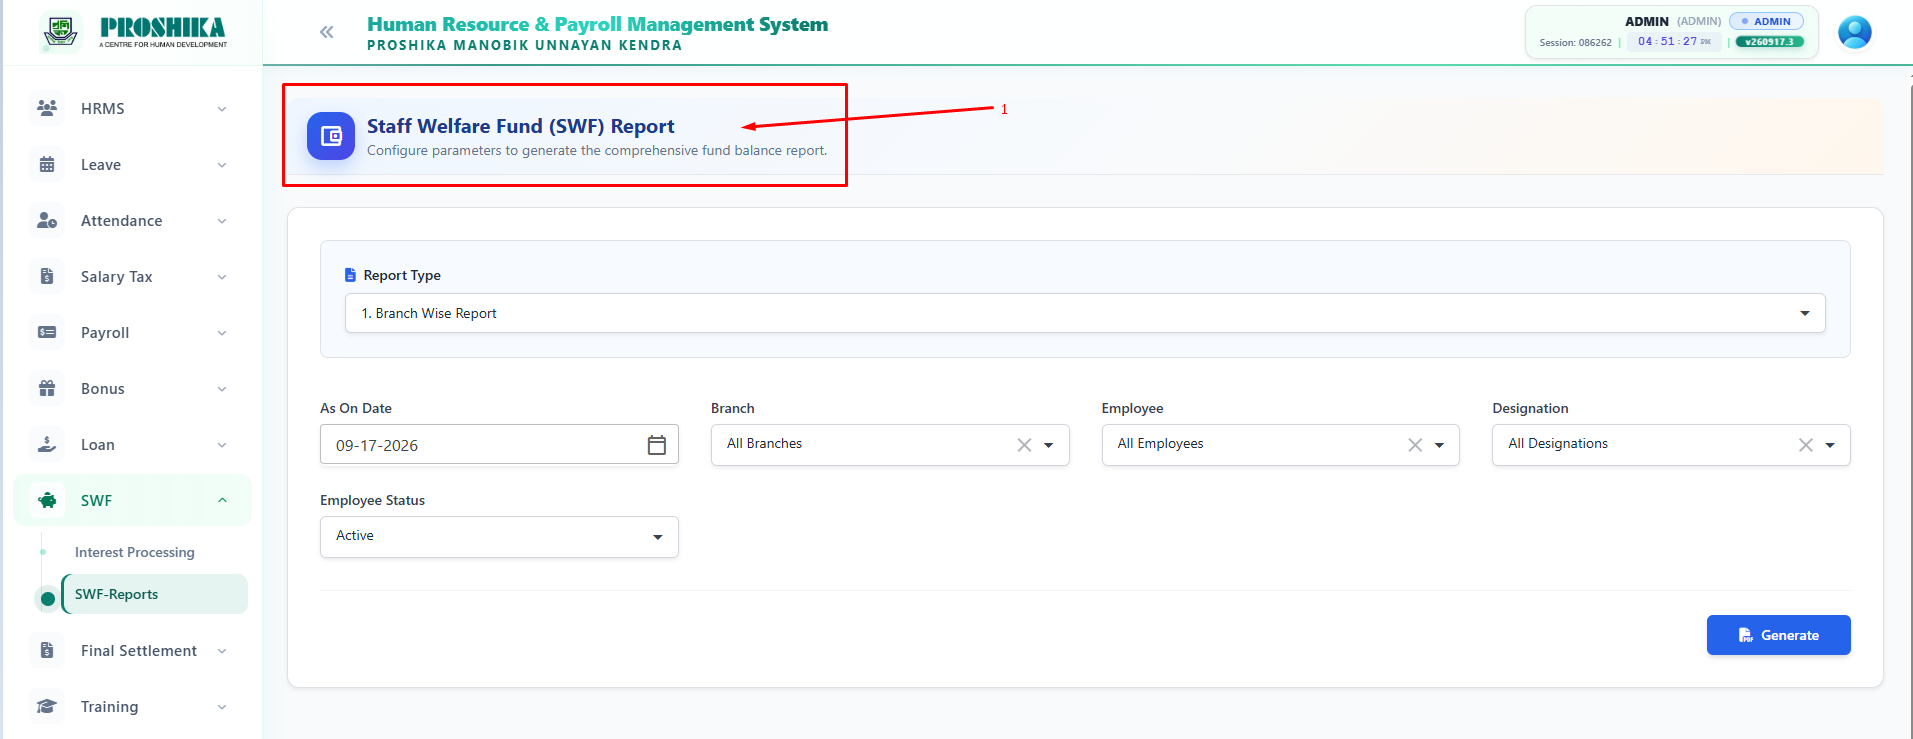 PROSHIKA
A CENTRE FOR HUMAN DEVELOPMENT
Human Resource & Payroll Management System
PROSHIKA MANOBIK UNNAYAN KENDRA
ADMIN (ADMIN) ADMIN
Session: 086262 | 04:51:27 PM | v260917.3
HRMS
Leave
Attendance
Salary Tax
Payroll
Bonus
Loan
SWF
Interest Processing
SWF-Reports
Final Settlement
Training
Staff Welfare Fund (SWF) Report
Configure parameters to generate the comprehensive fund balance report.
1
Report Type
1. Branch Wise Report
As On Date
09-17-2026
Branch
All Branches
Employee
All Employees
Designation
All Designations
Employee Status
Active
Generate